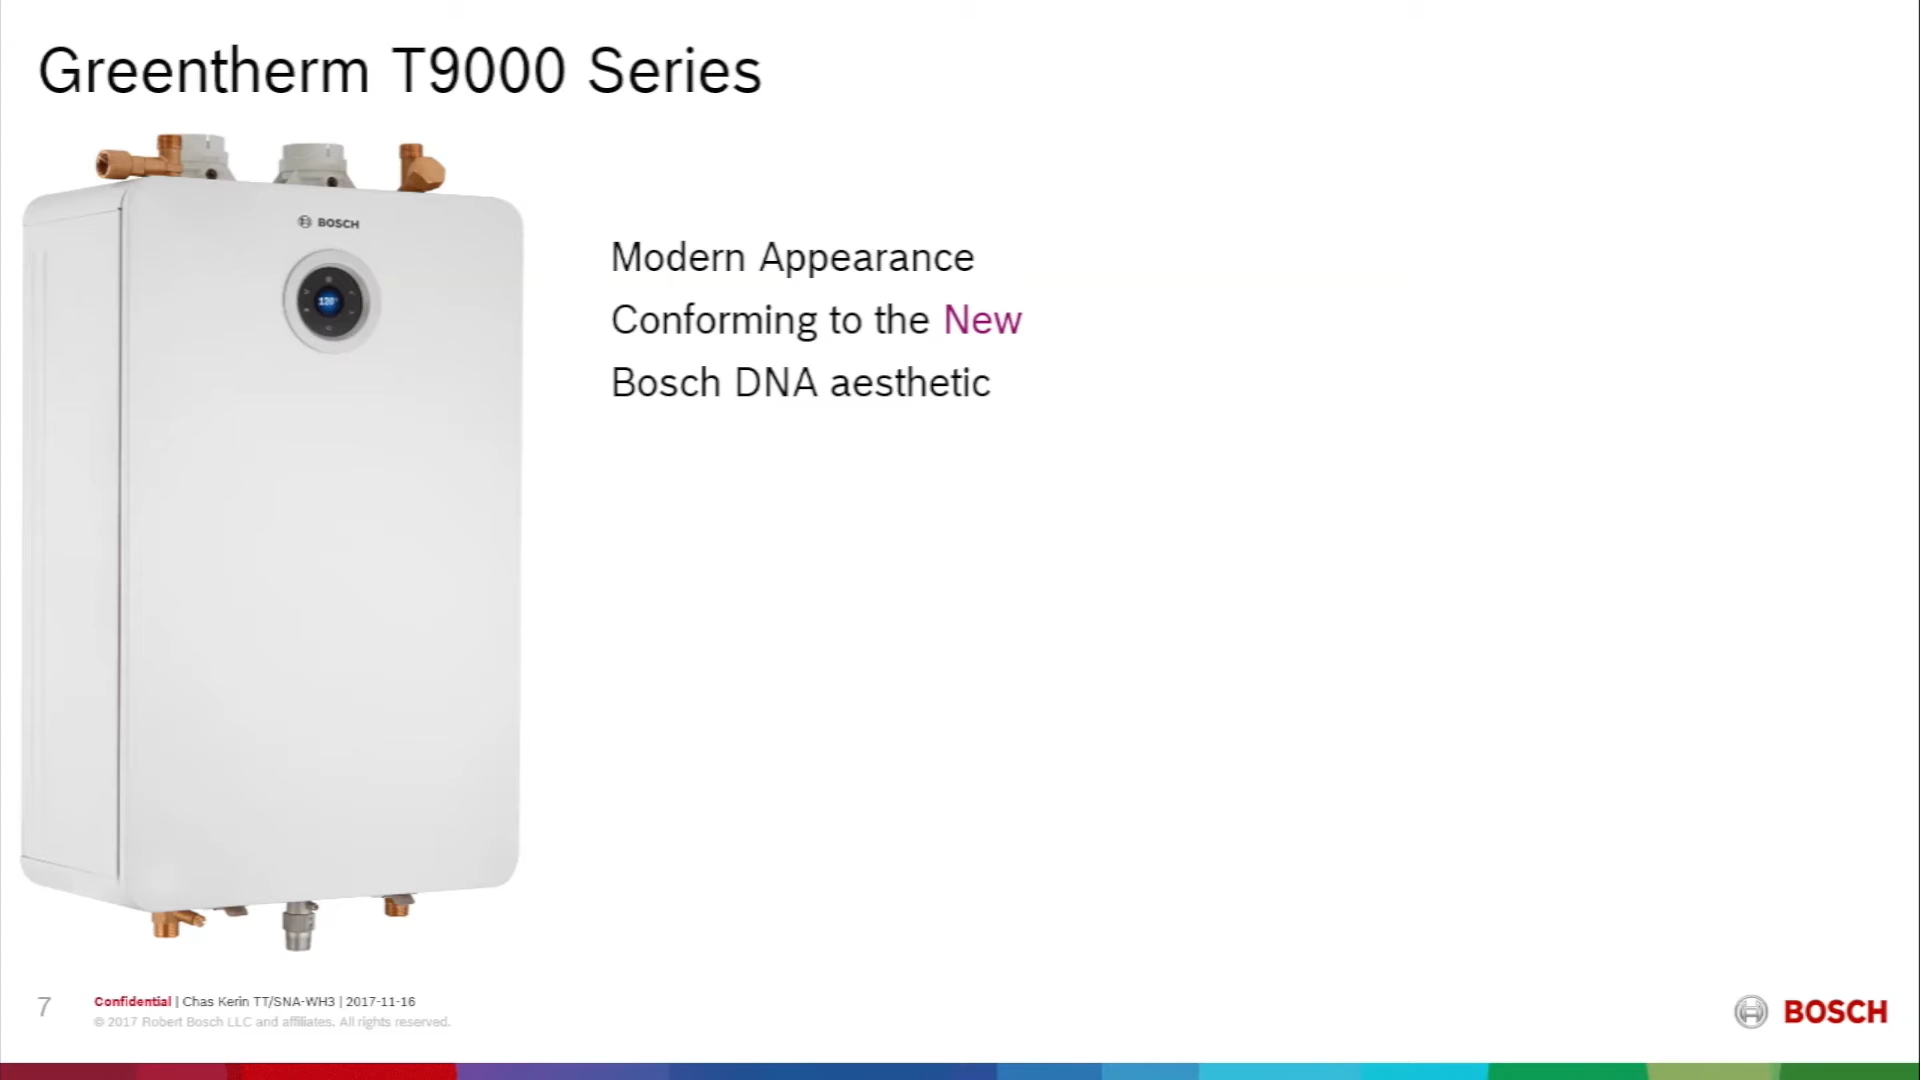 Greentherm T9000 Series
BOSCH
120°
Modern Appearance
Conforming to the New
Bosch DNA aesthetic
7
Confidential | Chas Kerin TT/SNA-WH3 | 2017-11-16
© 2017 Robert Bosch LLC and affiliates. All rights reserved.
BOSCH